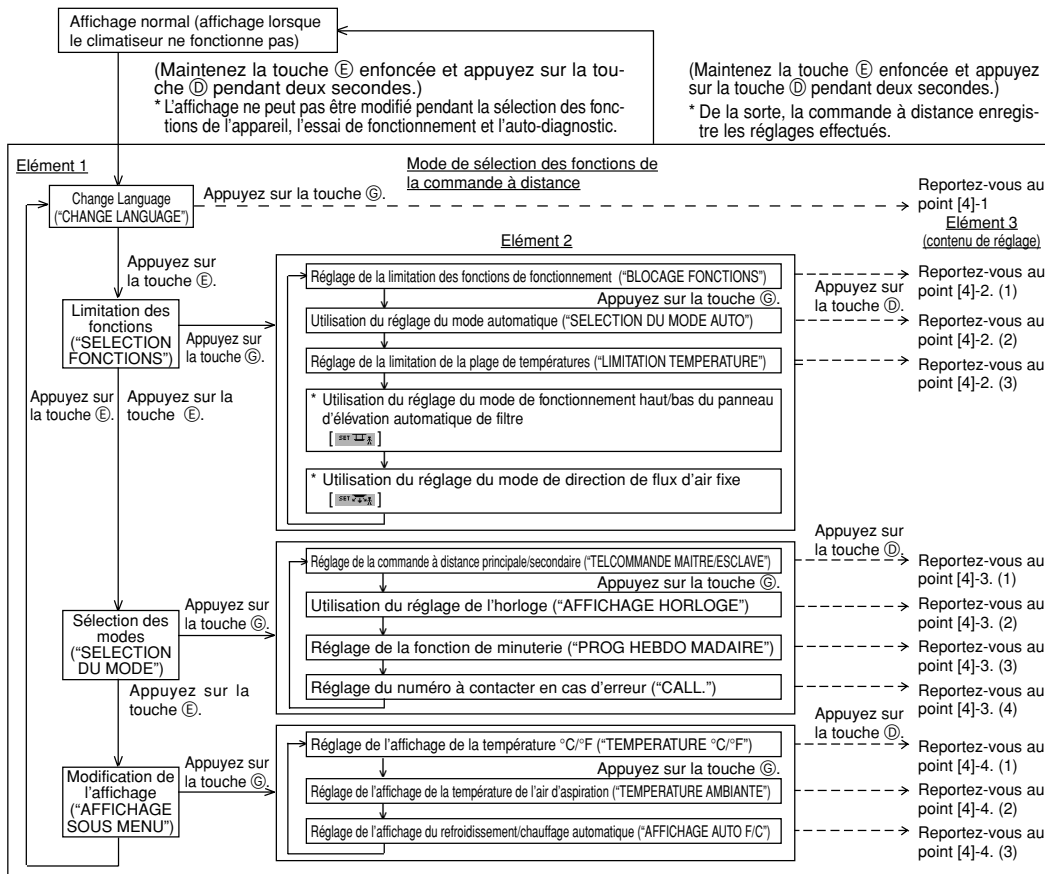 Affichage normal (affichage lorsque
le climatiseur ne fonctionne pas)
(Maintenez la touche Ⓔ enfoncée et appuyez sur la tou-
che Ⓓ pendant deux secondes.)
* L'affichage ne peut pas être modifié pendant la sélection des fonc-
tions de l'appareil, l'essai de fonctionnement et l'auto-diagnostic.
(Maintenez la touche Ⓔ enfoncée et appuyez
sur la touche Ⓓ pendant deux secondes.)
* De la sorte, la commande à distance enregis-
tre les réglages effectués.
Elément 1
Mode de sélection des fonctions de
la commande à distance
Change Language
("CHANGE LANGUAGE")
Appuyez sur la touche Ⓖ.
Reportez-vous au
point [4]-1
Elément 3
(contenu de réglage)
Elément 2
Appuyez sur
la touche Ⓔ.
Limitation des
fonctions
("SELECTION
FONCTIONS")
Appuyez sur
la touche Ⓖ.
Réglage de la limitation des fonctions de fonctionnement ("BLOCAGE FONCTIONS")
Appuyez sur la touche Ⓖ.
Appuyez sur
la touche Ⓓ.
Reportez-vous au
point [4]-2. (1)
Utilisation du réglage du mode automatique ("SELECTION DU MODE AUTO")
Reportez-vous au
point [4]-2. (2)
Réglage de la limitation de la plage de températures ("LIMITATION TEMPERATURE")
Reportez-vous au
point [4]-2. (3)
Appuyez sur
la touche Ⓔ.
Appuyez sur la
touche Ⓔ.
* Utilisation du réglage du mode de fonctionnement haut/bas du panneau
d'élévation automatique de filtre
[ SET ]
* Utilisation du réglage du mode de direction de flux d'air fixe
[ SET ]
Appuyez sur
la touche Ⓓ.
Sélection des
modes
("SELECTION
DU MODE")
Appuyez sur
la touche Ⓖ.
Réglage de la commande à distance principale/secondaire ("TELCOMMANDE MAITRE/ESCLAVE")
Appuyez sur la touche Ⓖ.
Reportez-vous au
point [4]-3. (1)
Utilisation du réglage de l'horloge ("AFFICHAGE HORLOGE")
Reportez-vous au
point [4]-3. (2)
Réglage de la fonction de minuterie ("PROG HEBDO MADAIRE")
Reportez-vous au
point [4]-3. (3)
Réglage du numéro à contacter en cas d'erreur ("CALL.")
Reportez-vous au
point [4]-3. (4)
Appuyez sur la
touche Ⓔ.
Appuyez sur
la touche Ⓓ.
Modification de
l'affichage
("AFFICHAGE
SOUS MENU")
Appuyez sur
la touche Ⓖ.
Réglage de l'affichage de la température °C/°F ("TEMPERATURE °C/°F")
Appuyez sur la touche Ⓖ.
Reportez-vous au
point [4]-4. (1)
Réglage de l'affichage de la température de l'air d'aspiration ("TEMPERATURE AMBIANTE")
Reportez-vous au
point [4]-4. (2)
Réglage de l'affichage du refroidissement/chauffage automatique ("AFFICHAGE AUTO F/C")
Reportez-vous au
point [4]-4. (3)